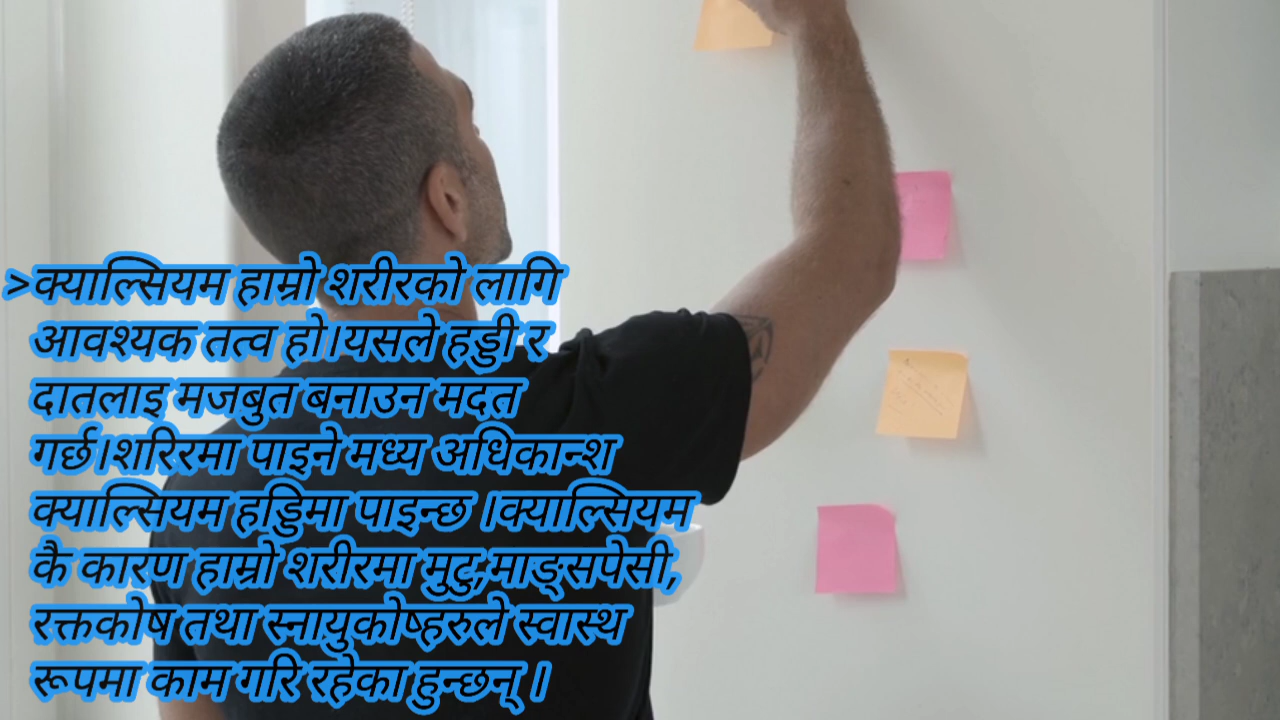 >क्याल्सियम हाम्रो शरीरको लागि
आवश्यक तत्व हो।यसले हड्डी र
दातलाइ मजबुत बनाउन मदत
गर्छ।शरिरमा पाइने मध्य अधिकान्श
क्याल्सियम हड्डिमा पाइन्छ ।क्याल्सियम
कै कारण हाम्रो शरीरमा मुटु,माङ्सपेसी,
रक्तकोष तथा स्नायुकोष्हरुले स्वास्थ
रूपमा काम गरि रहेका हुन्छन् ।